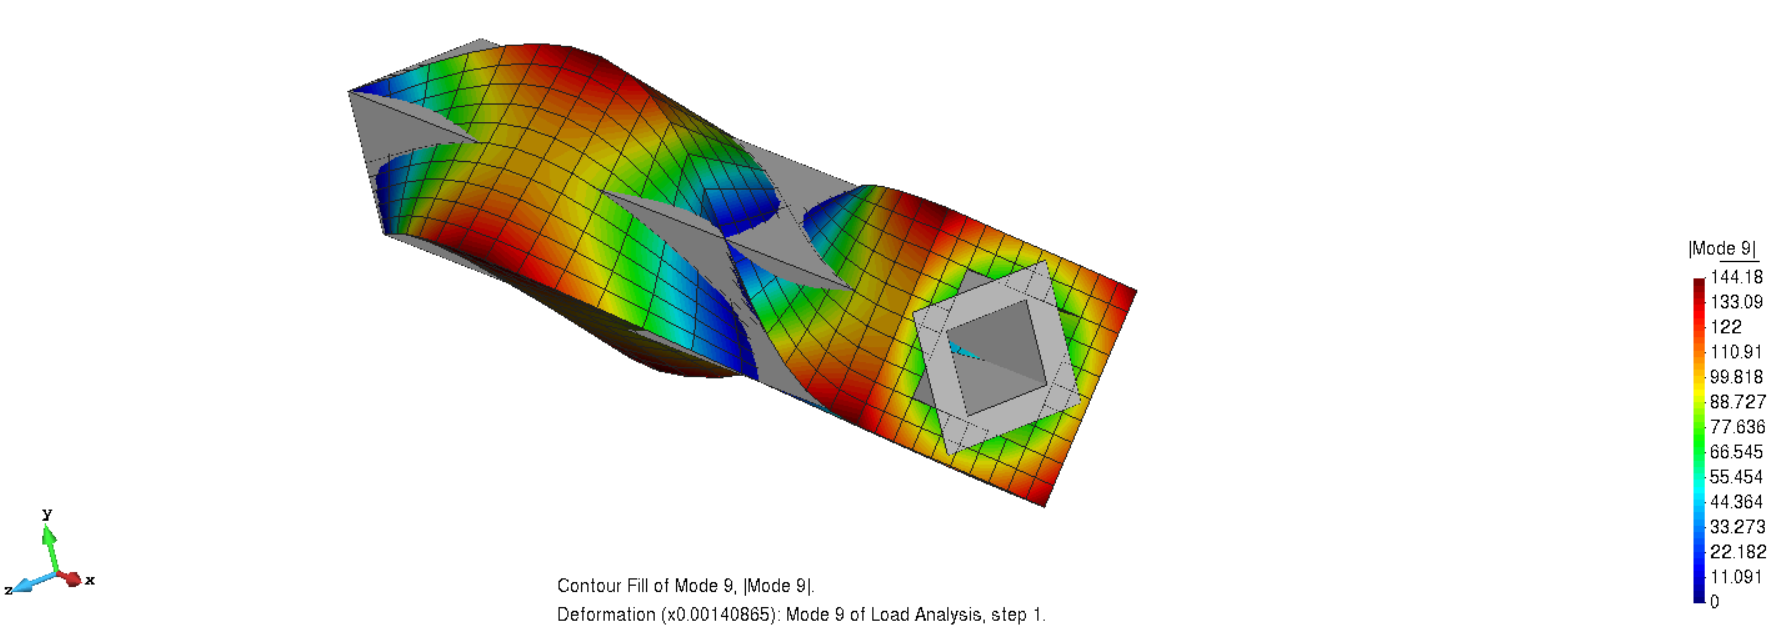 |Mode 9|
144.18
133.09
122
110.91
99.818
88.727
77.636
66.545
55.454
44.364
33.273
22.182
11.091
0
y
z
x
Contour Fill of Mode 9, |Mode 9|.
Deformation (x0.00140865): Mode 9 of Load Analysis, step 1.